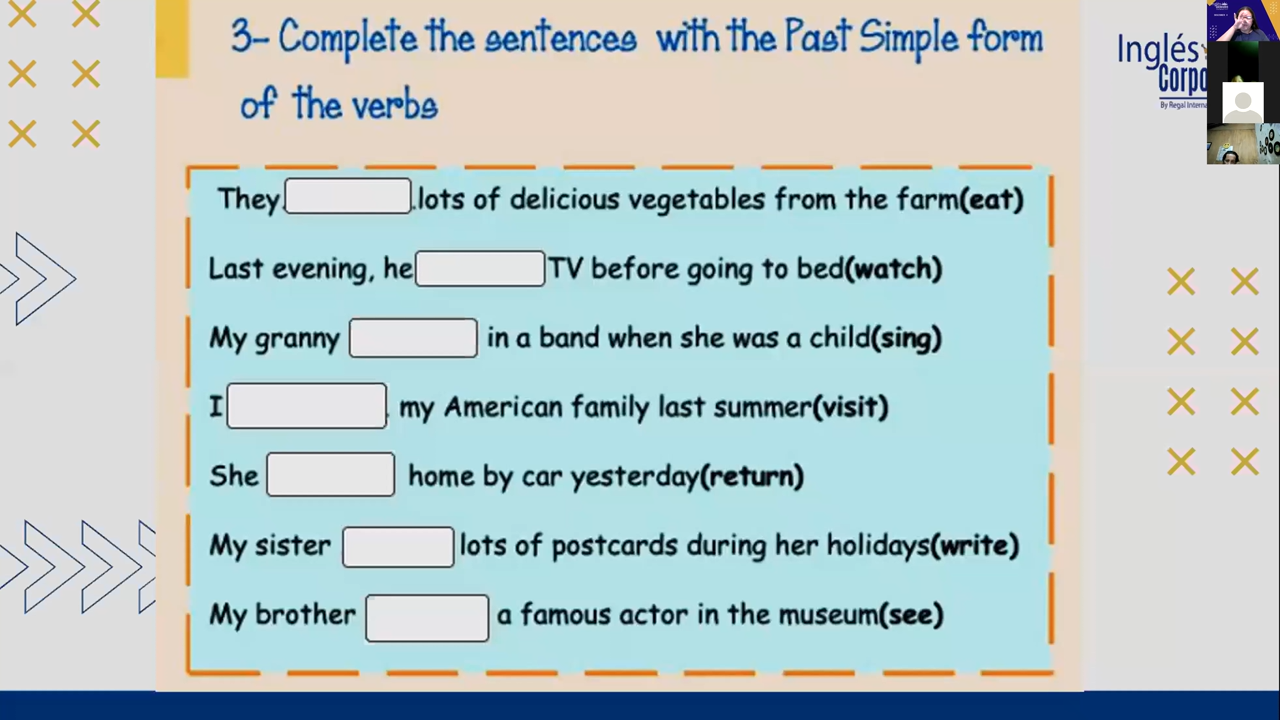 3- Complete the sentences with the Past Simple form
of the verbs
Inglés
Corpo
By Regal Interna
They lots of delicious vegetables from the farm(eat)
Last evening, he TV before going to bed(watch)
My granny in a band when she was a child(sing)
I my American family last summer(visit)
She home by car yesterday(return)
My sister lots of postcards during her holidays(write)
My brother a famous actor in the museum(see)